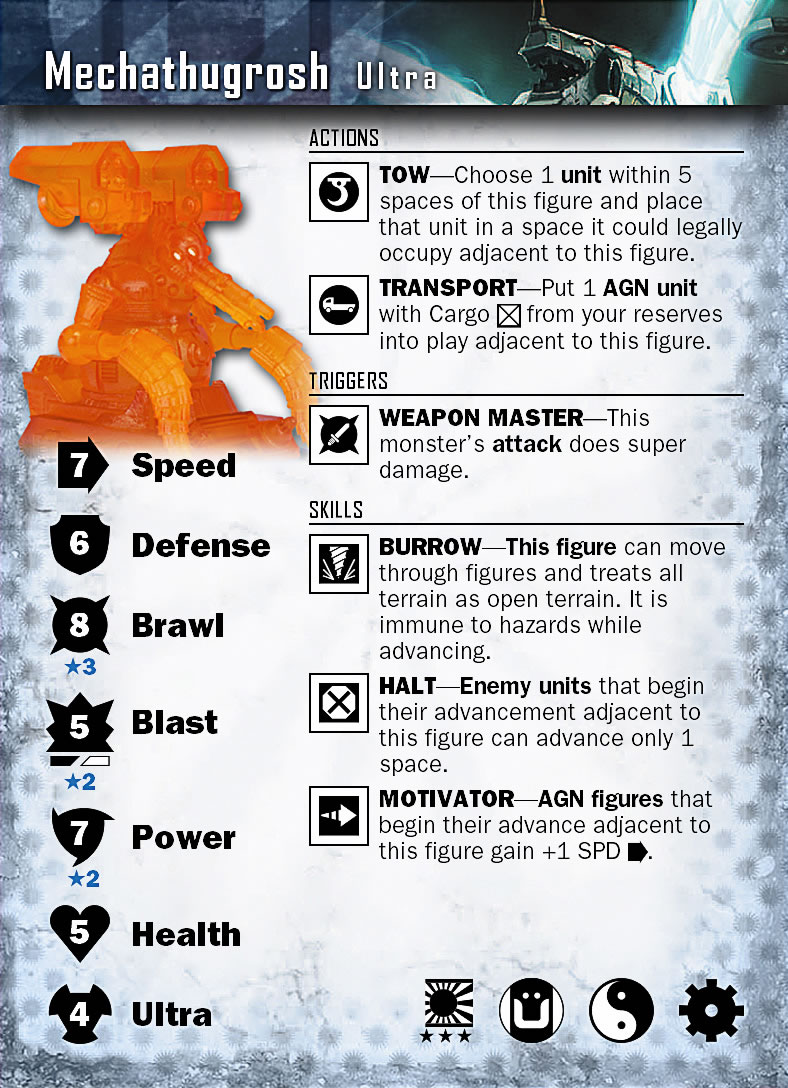 Mechathugrosh Ultra
ACTIONS
TOW—Choose 1 unit within 5
spaces of this figure and place
that unit in a space it could legally
occupy adjacent to this figure.
TRANSPORT—Put 1 AGN unit
with Cargo from your reserves
into play adjacent to this figure.
TRIGGERS
WEAPON MASTER—This
monster's attack does super
damage.
SKILLS
BURROW—This figure can move
through figures and treats all
terrain as open terrain. It is
immune to hazards while
advancing.
HALT—Enemy units that begin
their advancement adjacent to
this figure can advance only 1
space.
MOTIVATOR—AGN figures that
begin their advance adjacent to
this figure gain +1 SPD .
7 Speed
6 Defense
8 Brawl
★3
5 Blast
★2
7 Power
★2
5 Health
4 Ultra
★★★